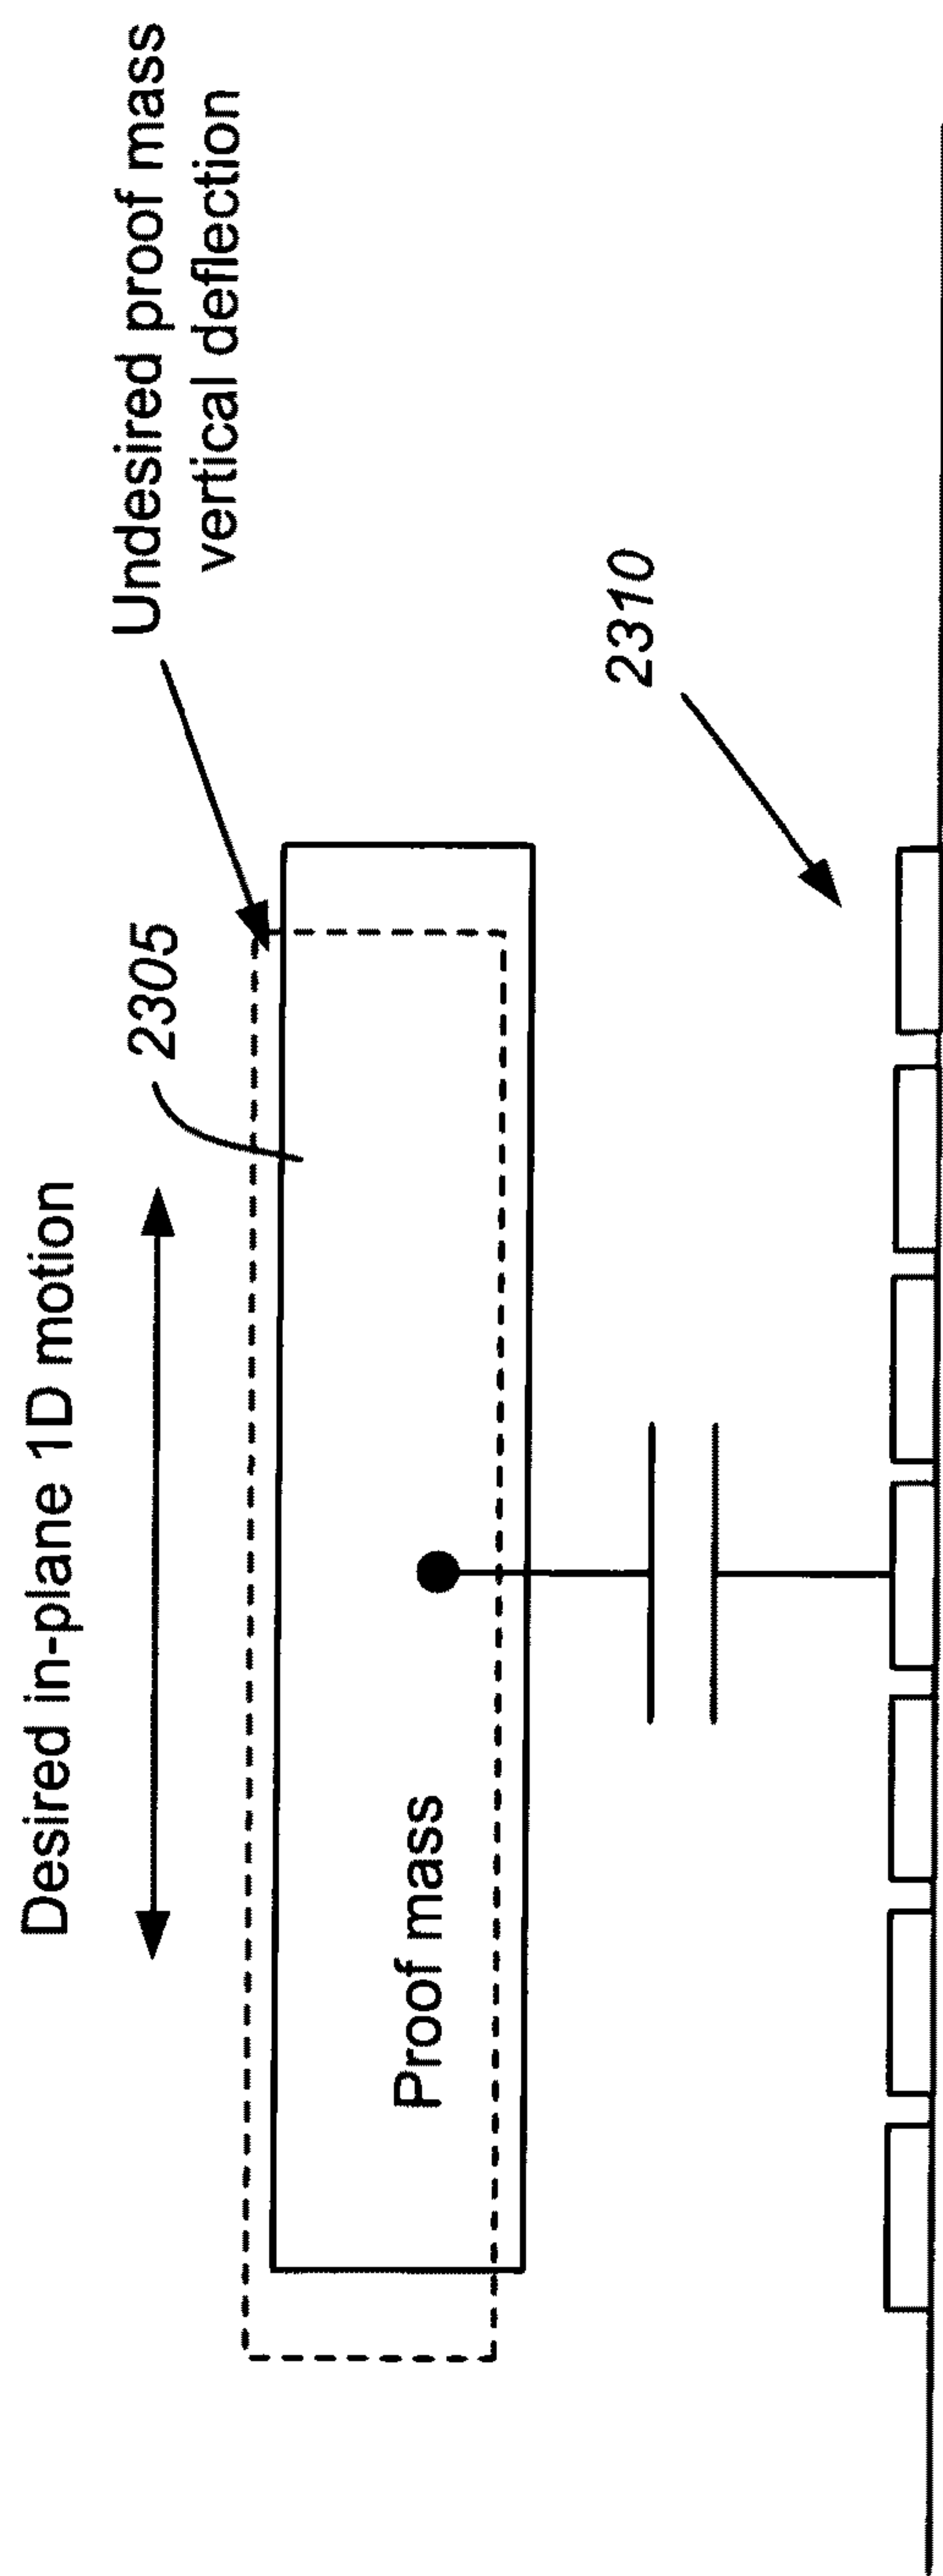 Desired in-plane 1D motion
Undesired proof mass
vertical deflection
2305
Proof mass
2310